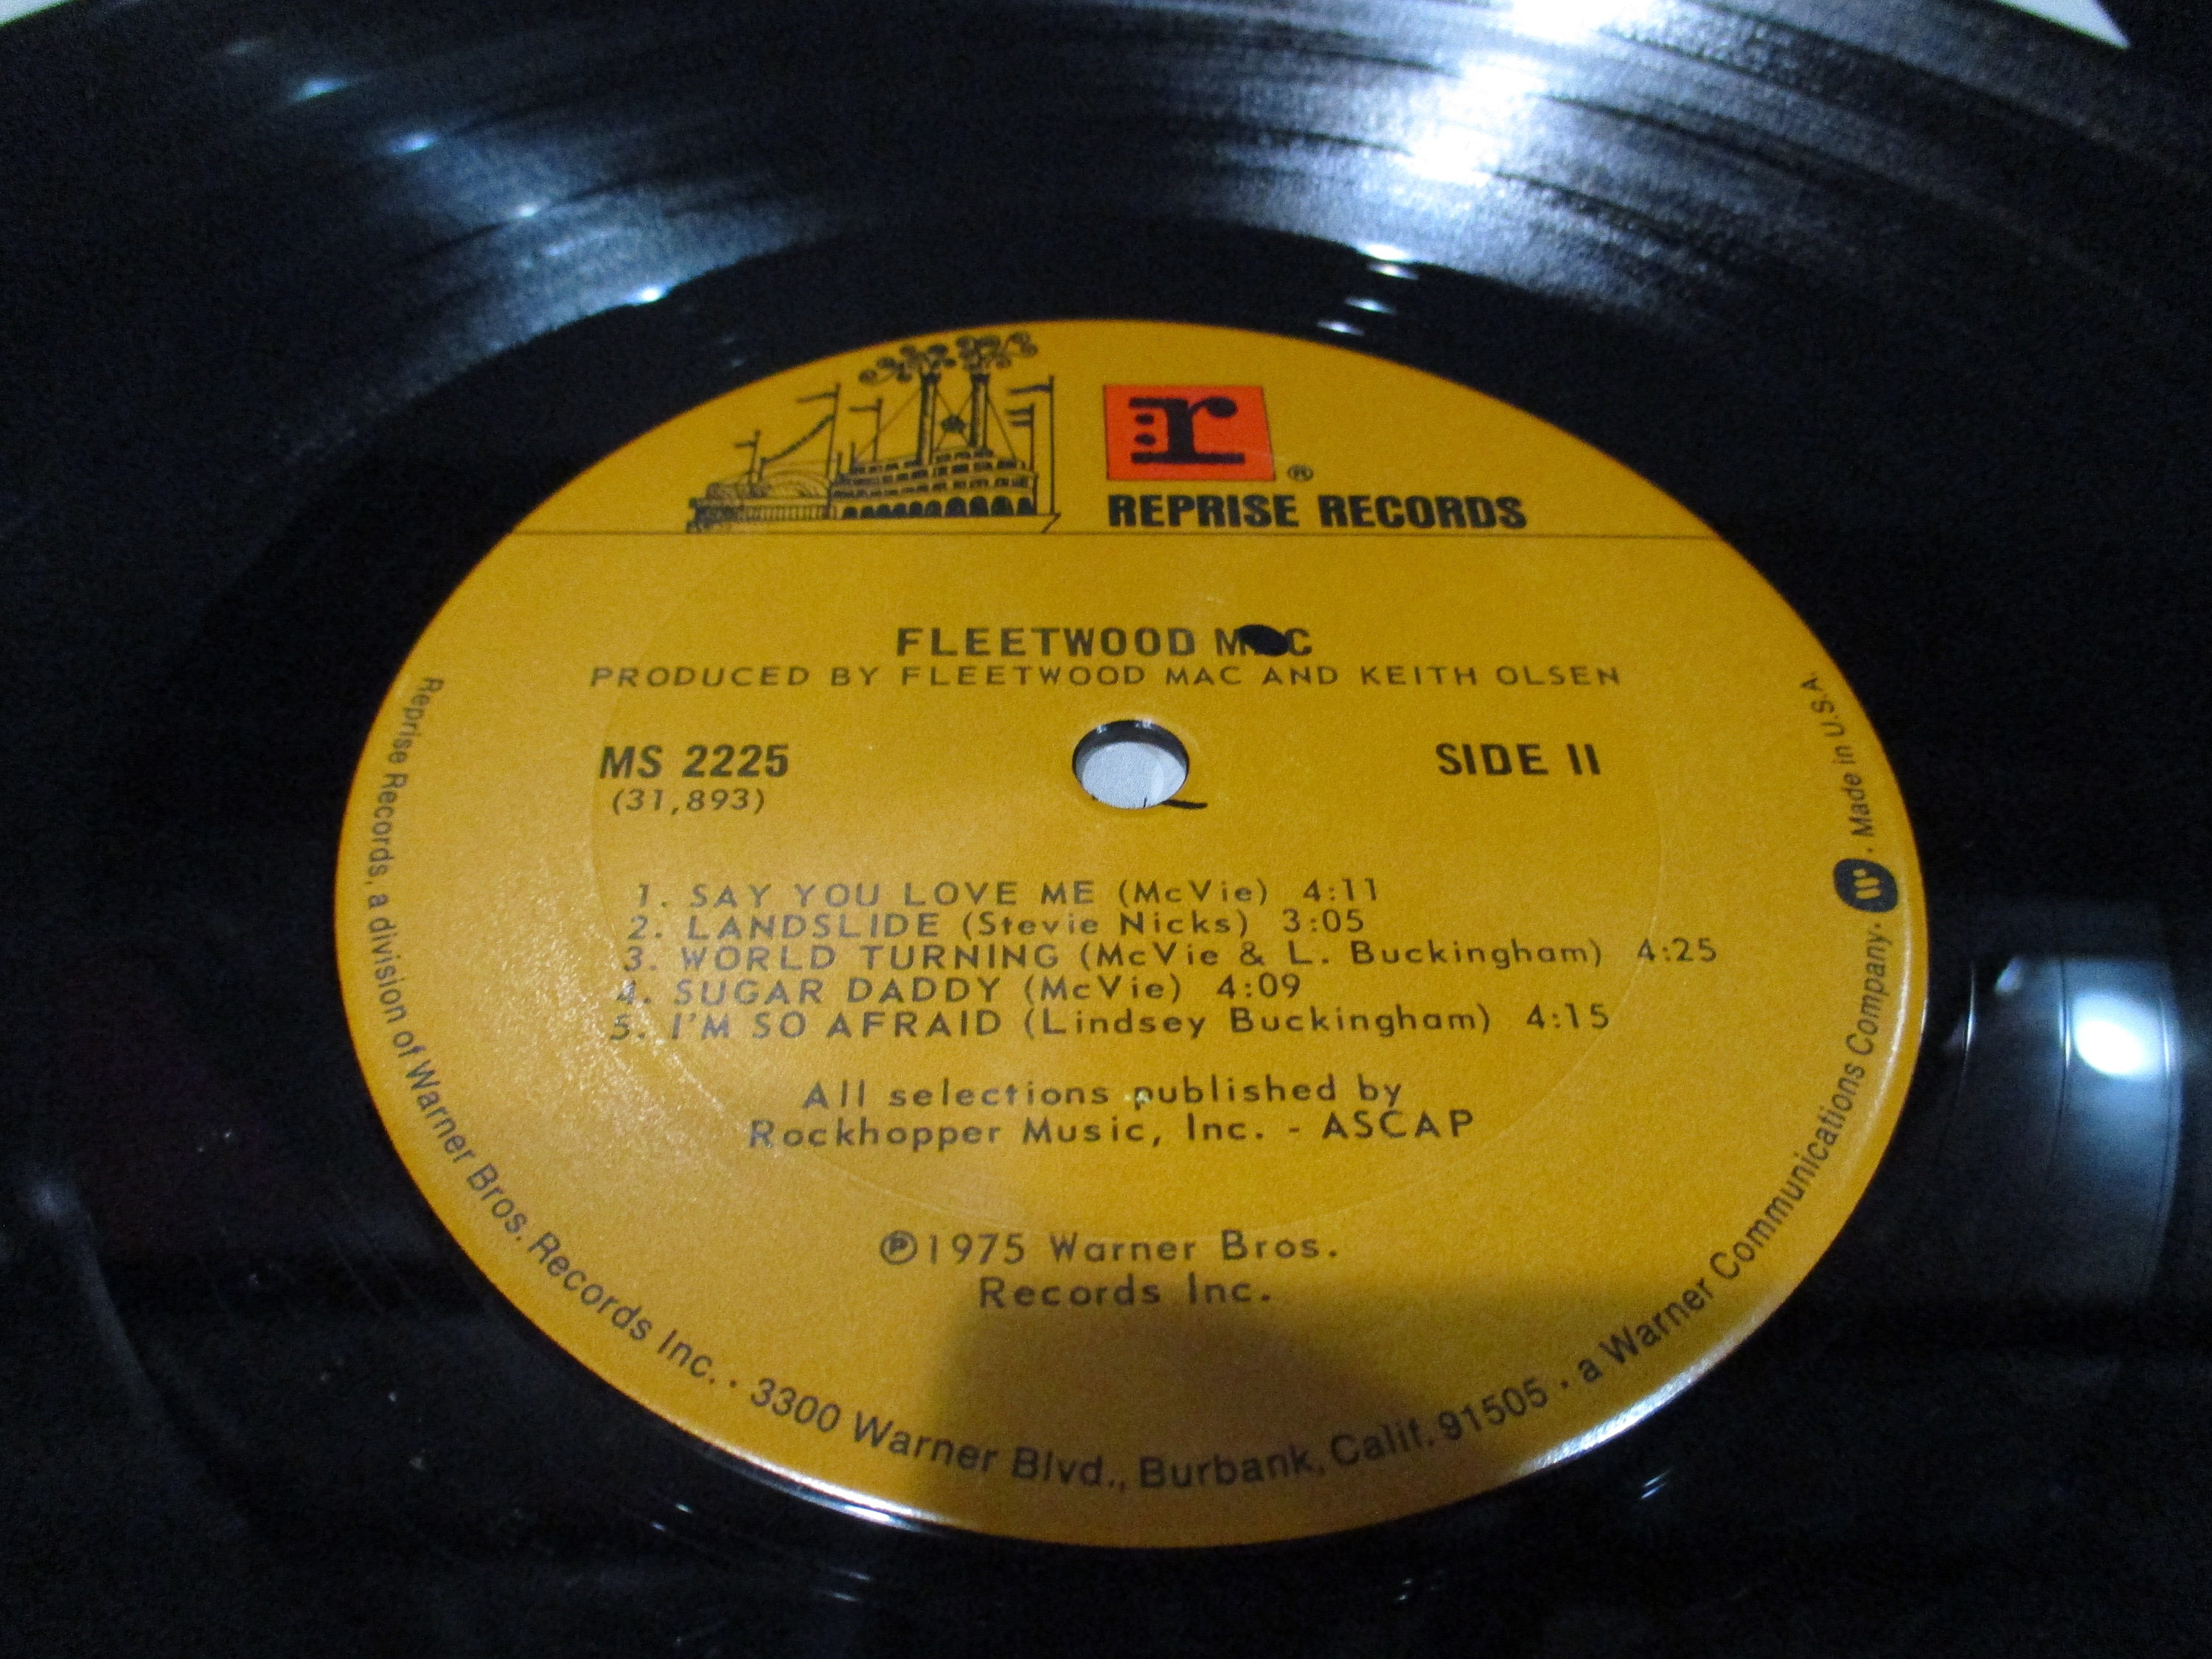 r ®
REPRISE RECORDS
FLEETWOOD MAC
PRODUCED BY FLEETWOOD MAC AND KEITH OLSEN
MS 2225
(31,893)
SIDE II
1. SAY YOU LOVE ME (McVie) 4:11
2. LANDSLIDE (Stevie Nicks) 3:05
3. WORLD TURNING (McVie & L. Buckingham) 4:25
4. SUGAR DADDY (McVie) 4:09
5. I'M SO AFRAID (Lindsey Buckingham) 4:15
All selections published by
Rockhopper Music, Inc. - ASCAP
℗1975 Warner Bros.
Records Inc.
Reprise Records, a division of Warner Bros. Records Inc. · 3300 Warner Blvd., Burbank, Calif. 91505 · a Warner Communications Company · W · Made in U.S.A.